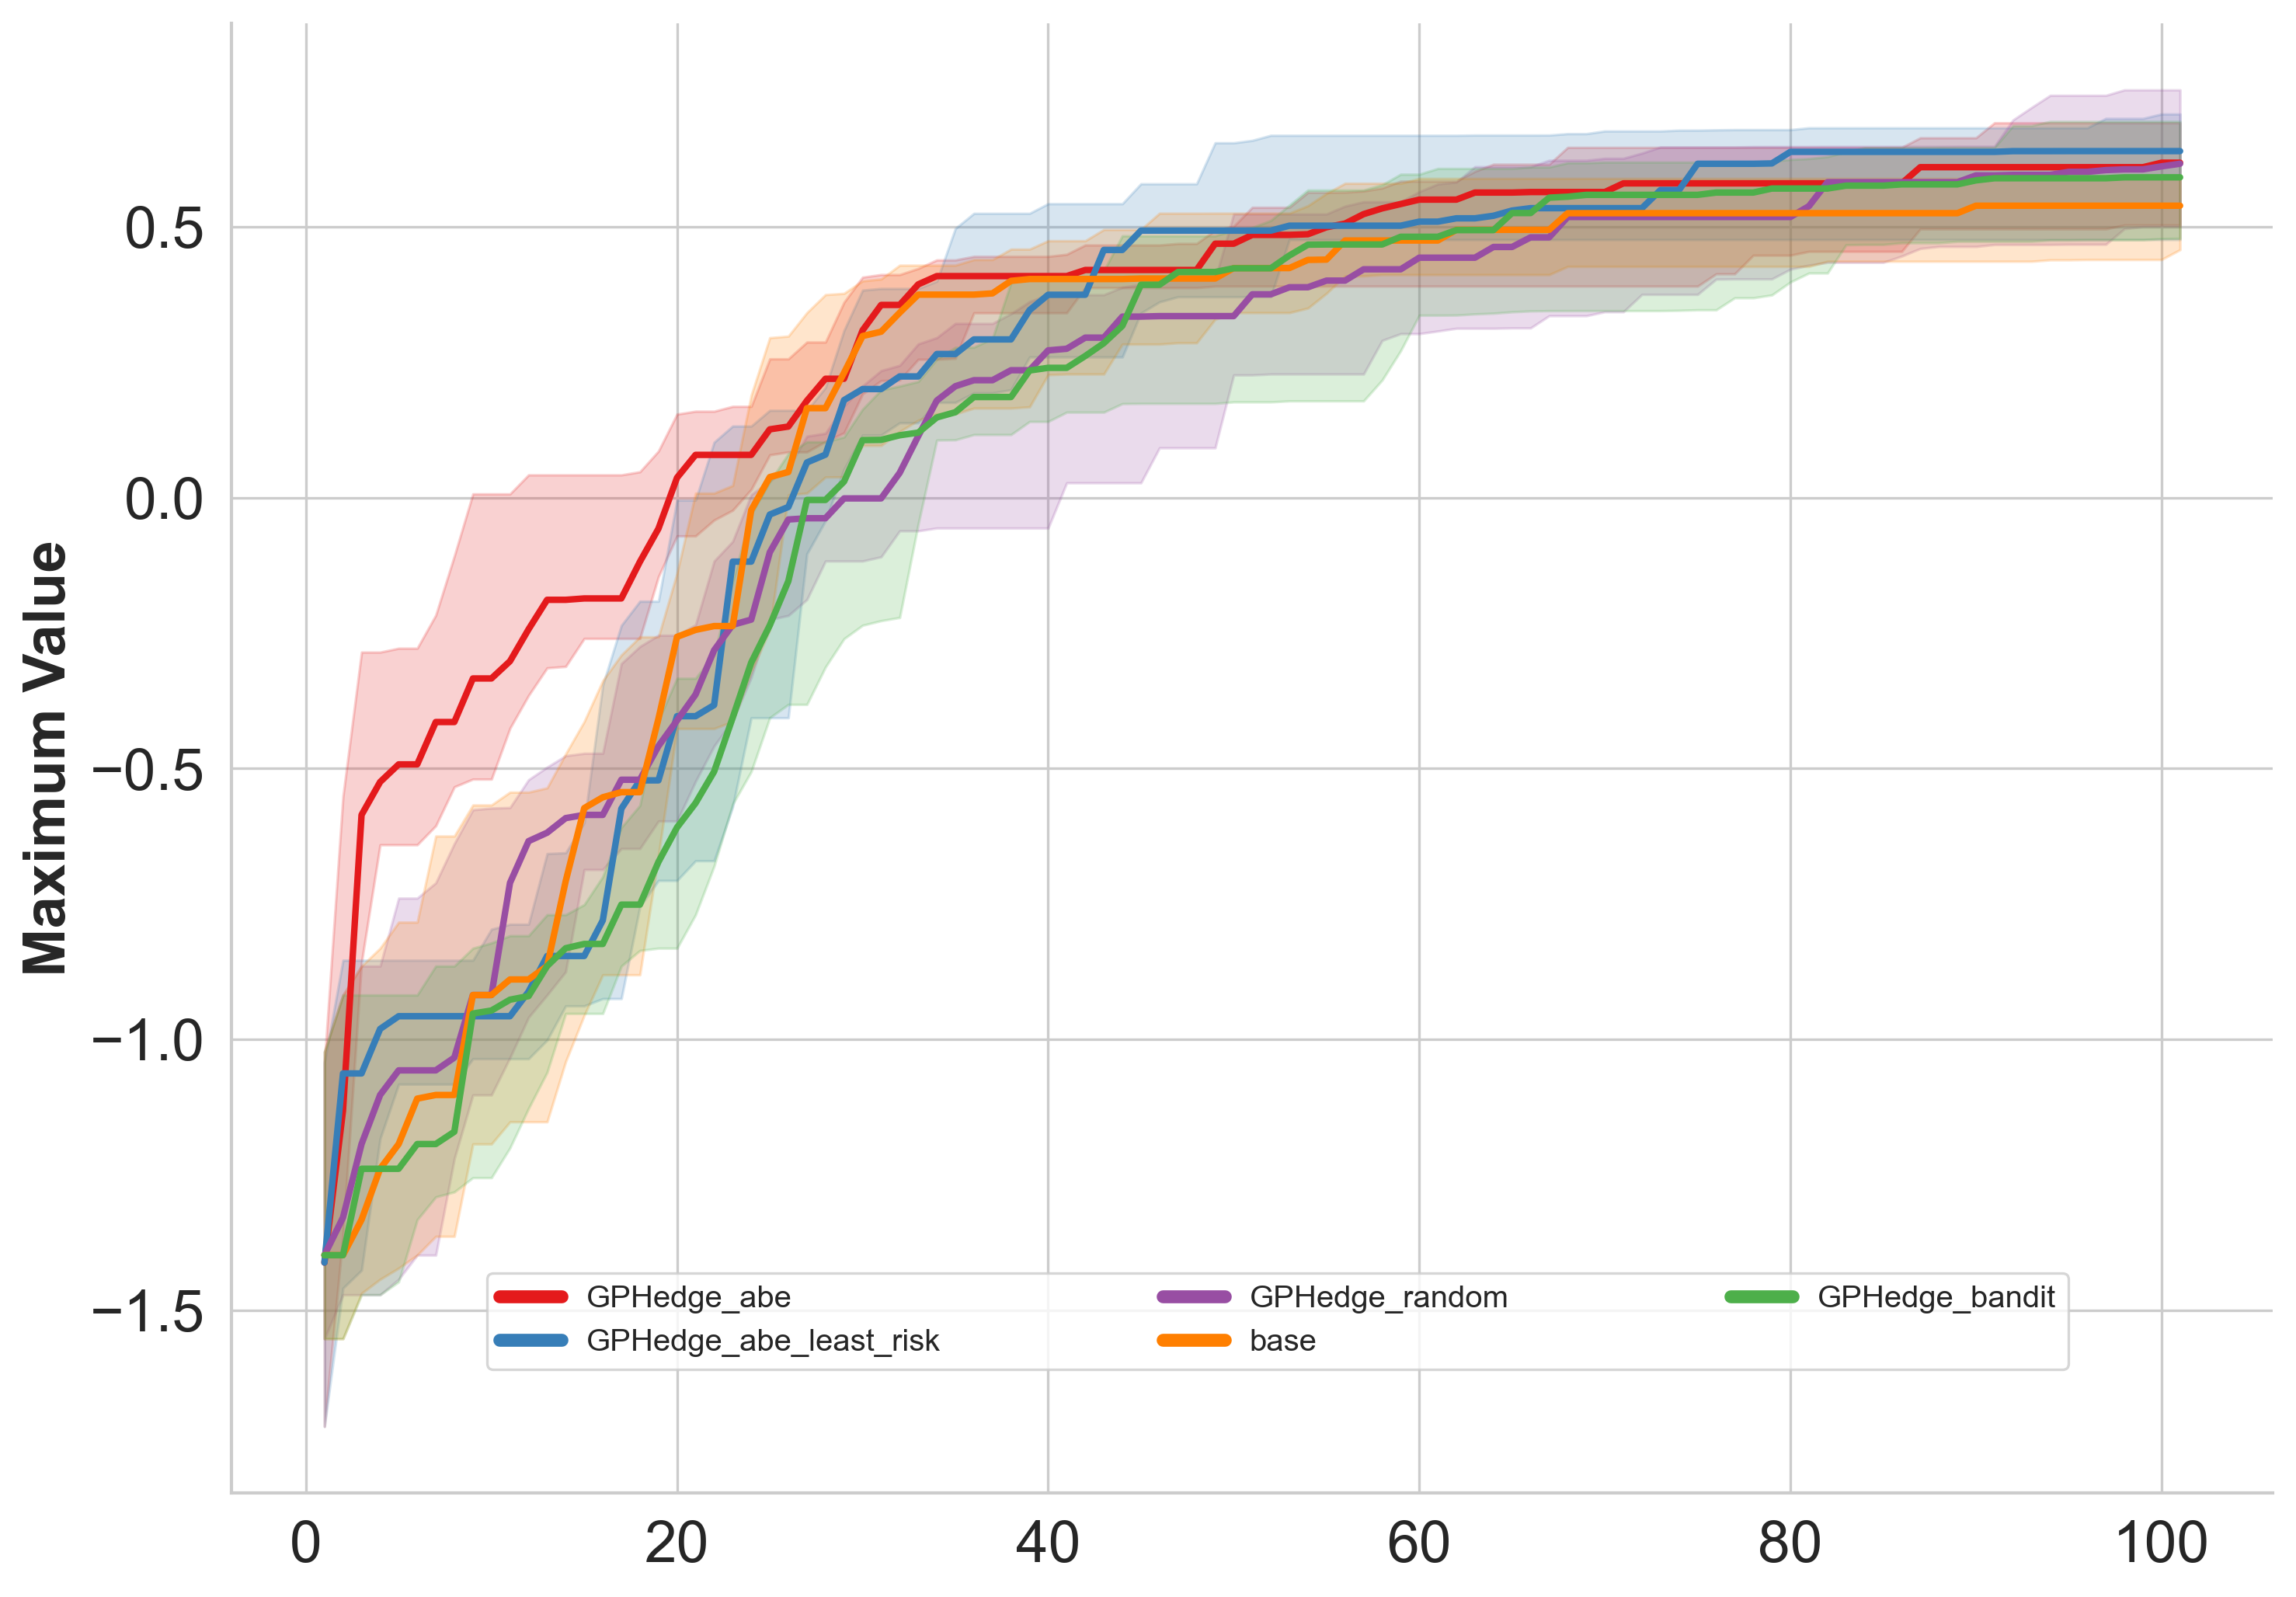 Maximum Value
0.5
0.0
−0.5
−1.0
−1.5
GPHedge_abe
GPHedge_abe_least_risk
GPHedge_random
base
GPHedge_bandit
0 20 40 60 80 100